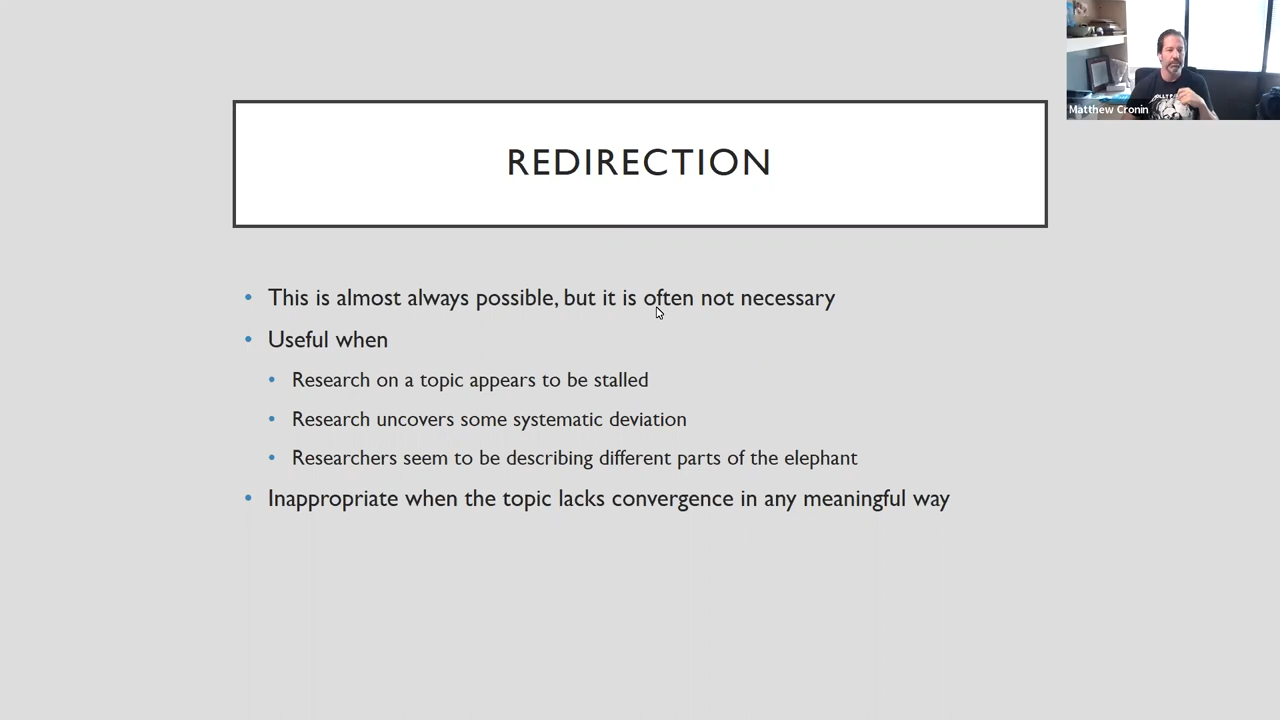 Matthew Cronin
REDIRECTION
This is almost always possible, but it is often not necessary
Useful when
Research on a topic appears to be stalled
Research uncovers some systematic deviation
Researchers seem to be describing different parts of the elephant
Inappropriate when the topic lacks convergence in any meaningful way